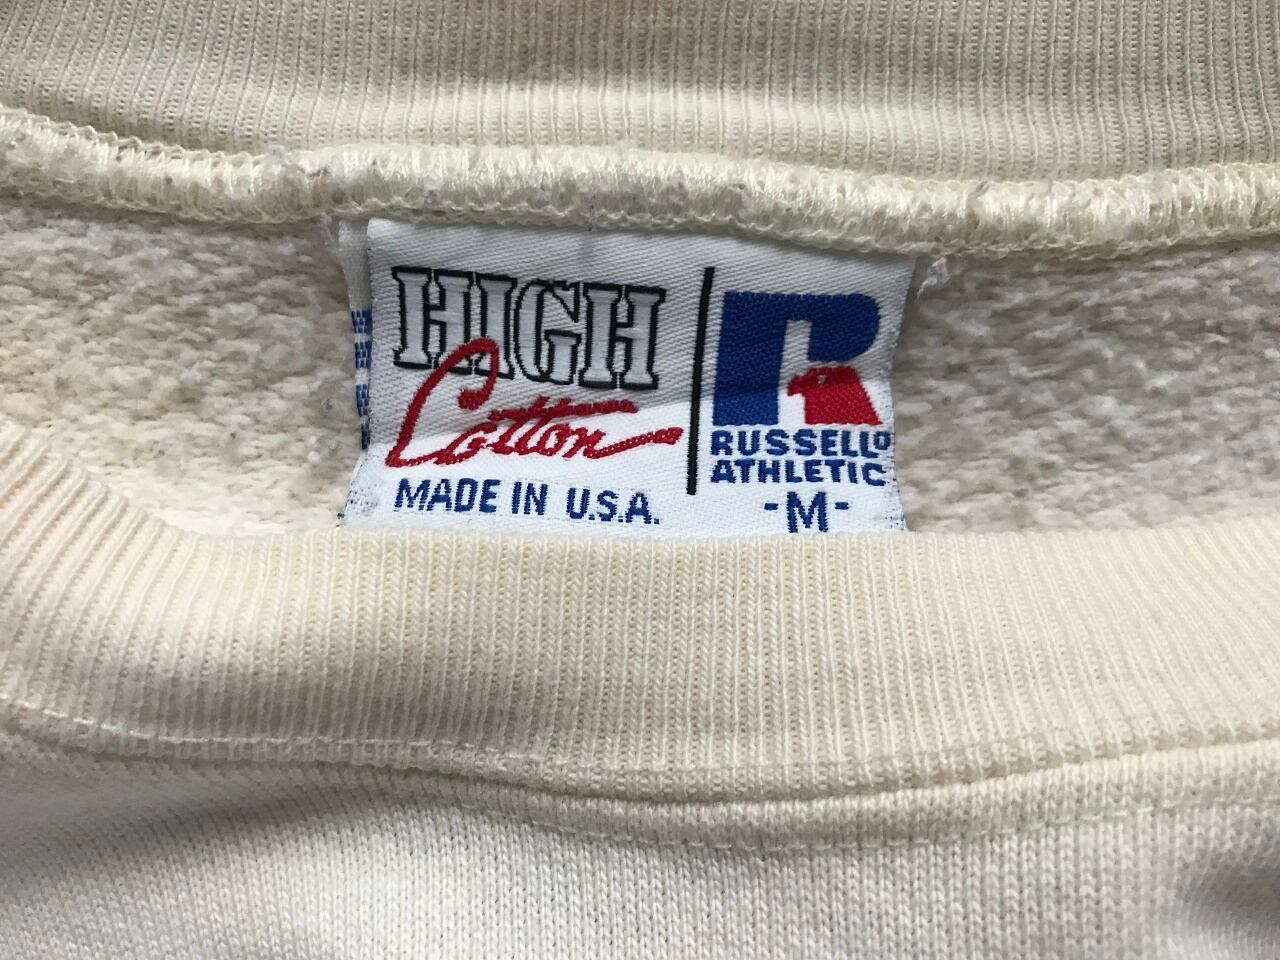 HIGH
Cotton
MADE IN U.S.A.
R
RUSSELL®
ATHLETIC
-M-